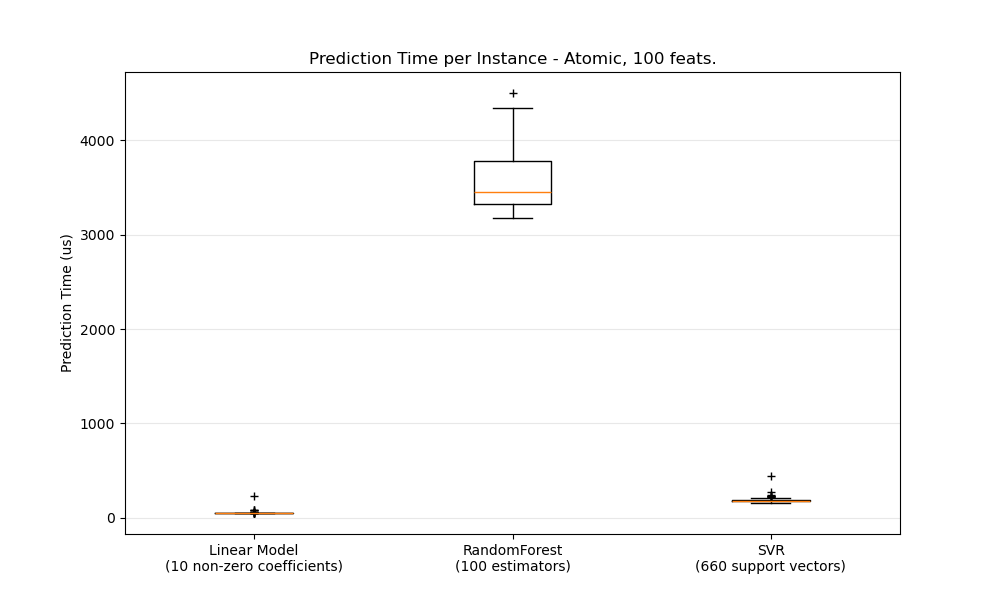 Prediction Time per Instance - Atomic, 100 feats.
Prediction Time (us)
4000
3000
2000
1000
0
Linear Model
(10 non-zero coefficients)
RandomForest
(100 estimators)
SVR
(660 support vectors)